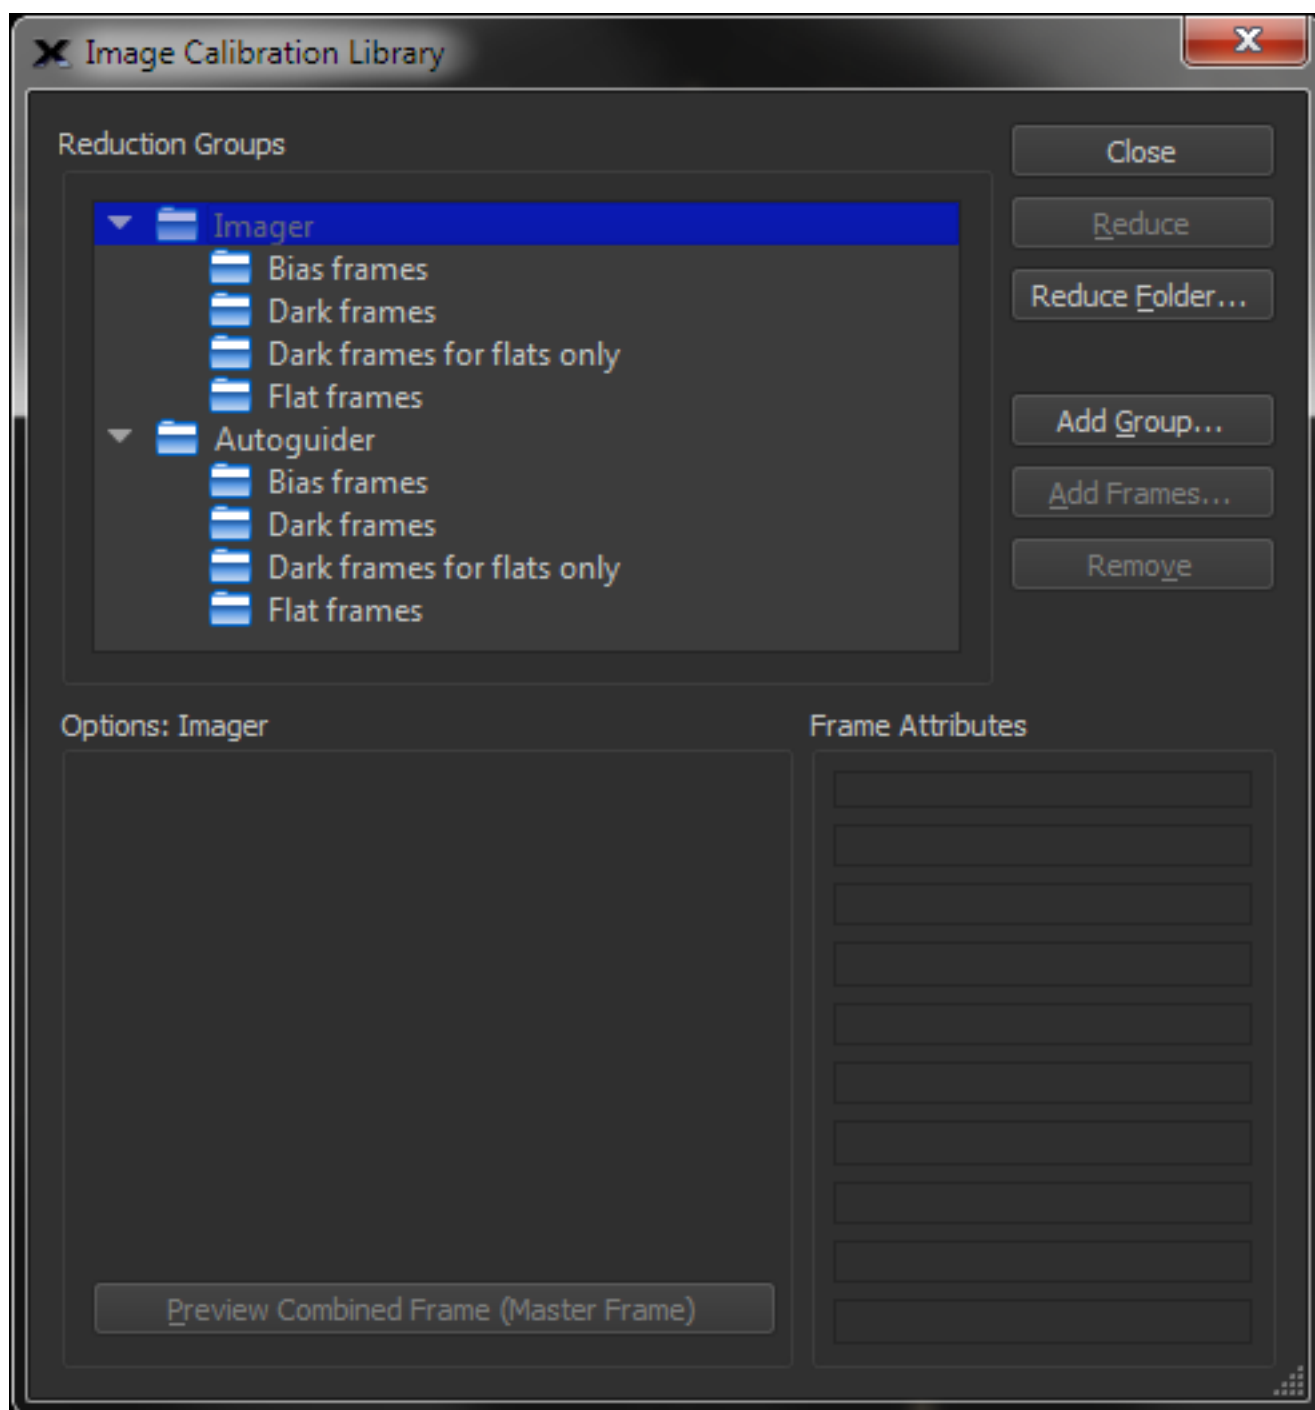 Image Calibration Library
Reduction Groups
Imager
Bias frames
Dark frames
Dark frames for flats only
Flat frames
Autoguider
Bias frames
Dark frames
Dark frames for flats only
Flat frames
Close
Reduce
Reduce Folder...
Add Group...
Add Frames...
Remove
Options: Imager
Preview Combined Frame (Master Frame)
Frame Attributes